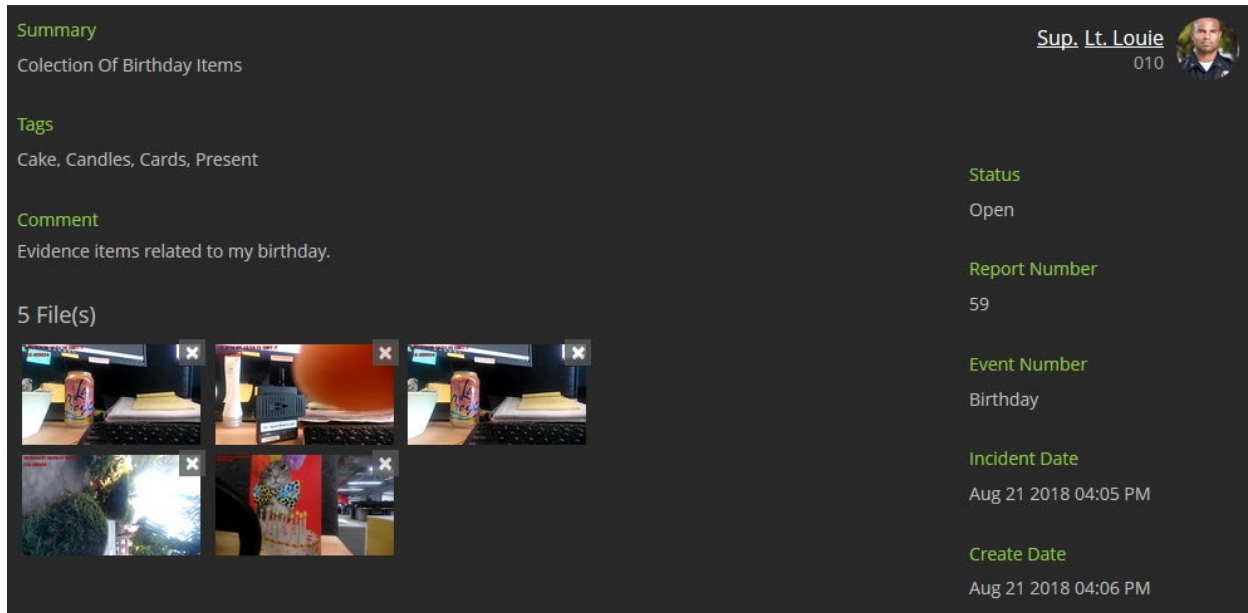 Summary
Colection Of Birthday Items
Sup. Lt. Louie
010
Tags
Cake, Candles, Cards, Present
Status
Open
Comment
Evidence items related to my birthday.
Report Number
59
5 File(s)
Event Number
Birthday
Incident Date
Aug 21 2018 04:05 PM
Create Date
Aug 21 2018 04:06 PM